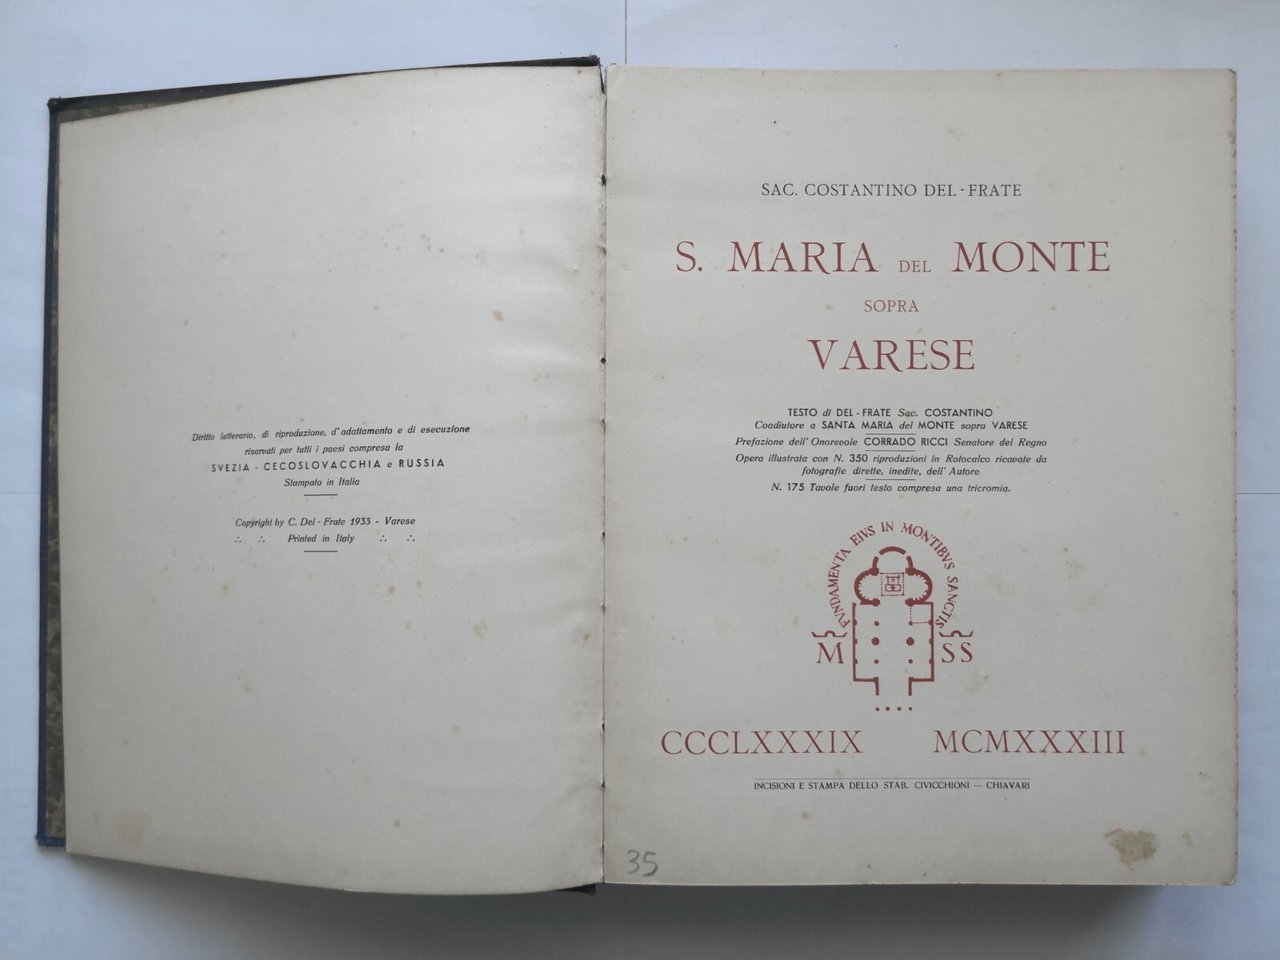 Diritto letterario, di riproduzione, d'adattamento e di esecuzione
riservati per tutti i paesi compresa la
SVEZIA - CECOSLOVACCHIA e RUSSIA
Stampato in Italia
Copyright by C. Del-Frate 1933 - Varese
∴ ∴ Printed in Italy ∴ ∴
SAC. COSTANTINO DEL-FRATE
S. MARIA DEL MONTE
SOPRA
VARESE
TESTO di DEL-FRATE Sac. COSTANTINO
Coadiutore a SANTA MARIA del MONTE sopra VARESE
Prefazione dell'Onorevole CORRADO RICCI Senatore del Regno
Opera illustrata con N. 350 riproduzioni in Rotocalco ricavate da
fotografie dirette, inedite, dell'Autore
N. 175 Tavole fuori testo compresa una tricromia.
FVNDAMENTA EIVS IN MONTIBVS SANCTIS
M SS
CCCLXXXIX MCMXXXIII
INCISIONI E STAMPA DELLO STAB. CIVICCHIONI — CHIAVARI
35